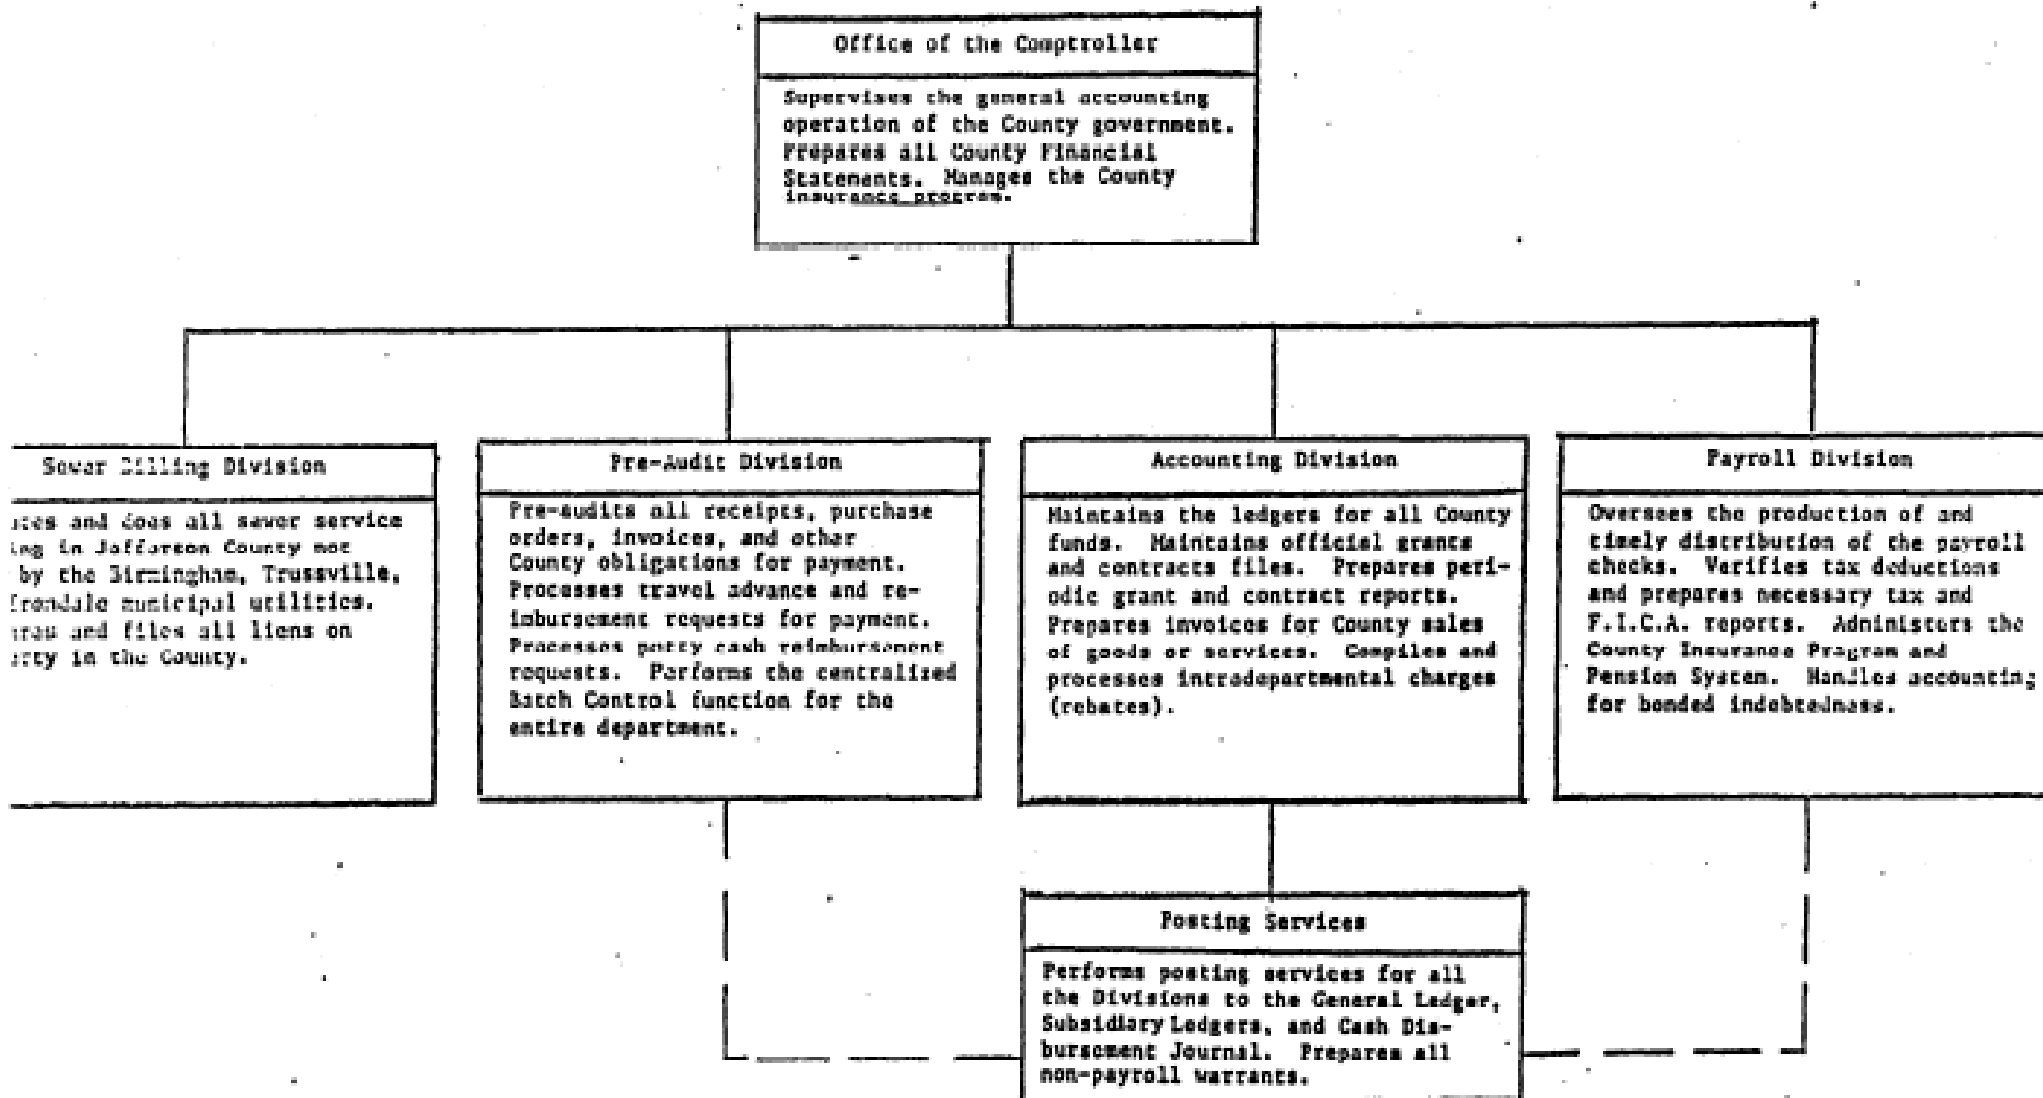 Office of the Comptroller
Supervises the general accounting
operation of the County government.
Prepares all County Financial
Statements. Manages the County
insurance program.
Sewer Billing Division
and does all sewer service
in Jefferson County not
by the Birmingham, Trussville,
municipal utilities.
and files all liens on
in the County.
Pre-Audit Division
Pre-audits all receipts, purchase
orders, invoices, and other
County obligations for payment.
Processes travel advance and re-
imbursement requests for payment.
Processes petty cash reimbursement
requests. Performs the centralized
Batch Control function for the
entire department.
Accounting Division
Maintains the ledgers for all County
funds. Maintains official grants
and contracts files. Prepares peri-
odic grant and contract reports.
Prepares invoices for County sales
of goods or services. Compiles and
processes intradepartmental charges
(rebates).
Payroll Division
Oversees the production of and
timely distribution of the payroll
checks. Verifies tax deductions
and prepares necessary tax and
F.I.C.A. reports. Administers the
County Insurance Program and
Pension System. Handles accounting
for bonded indebtedness.
Posting Services
Performs posting services for all
the Divisions to the General Ledger,
Subsidiary Ledgers, and Cash Dis-
bursement Journal. Prepares all
non-payroll warrants.